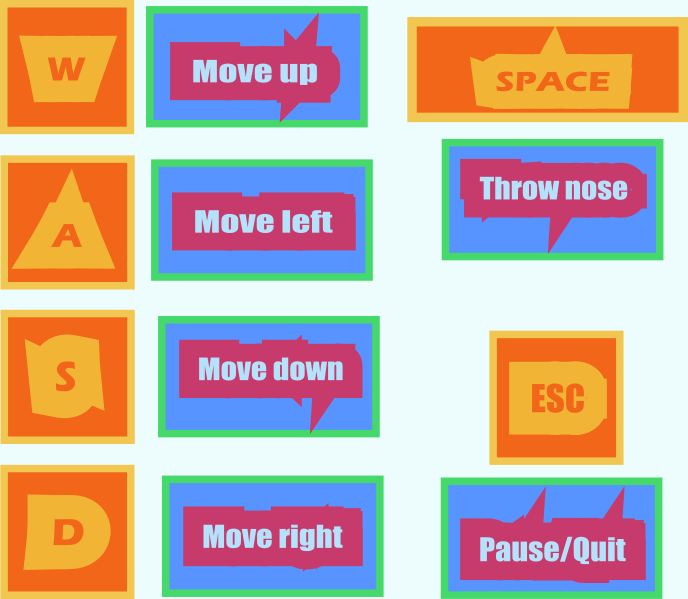 W
Move up
A
Move left
S
Move down
D
Move right
SPACE
Throw nose
ESC
Pause/Quit